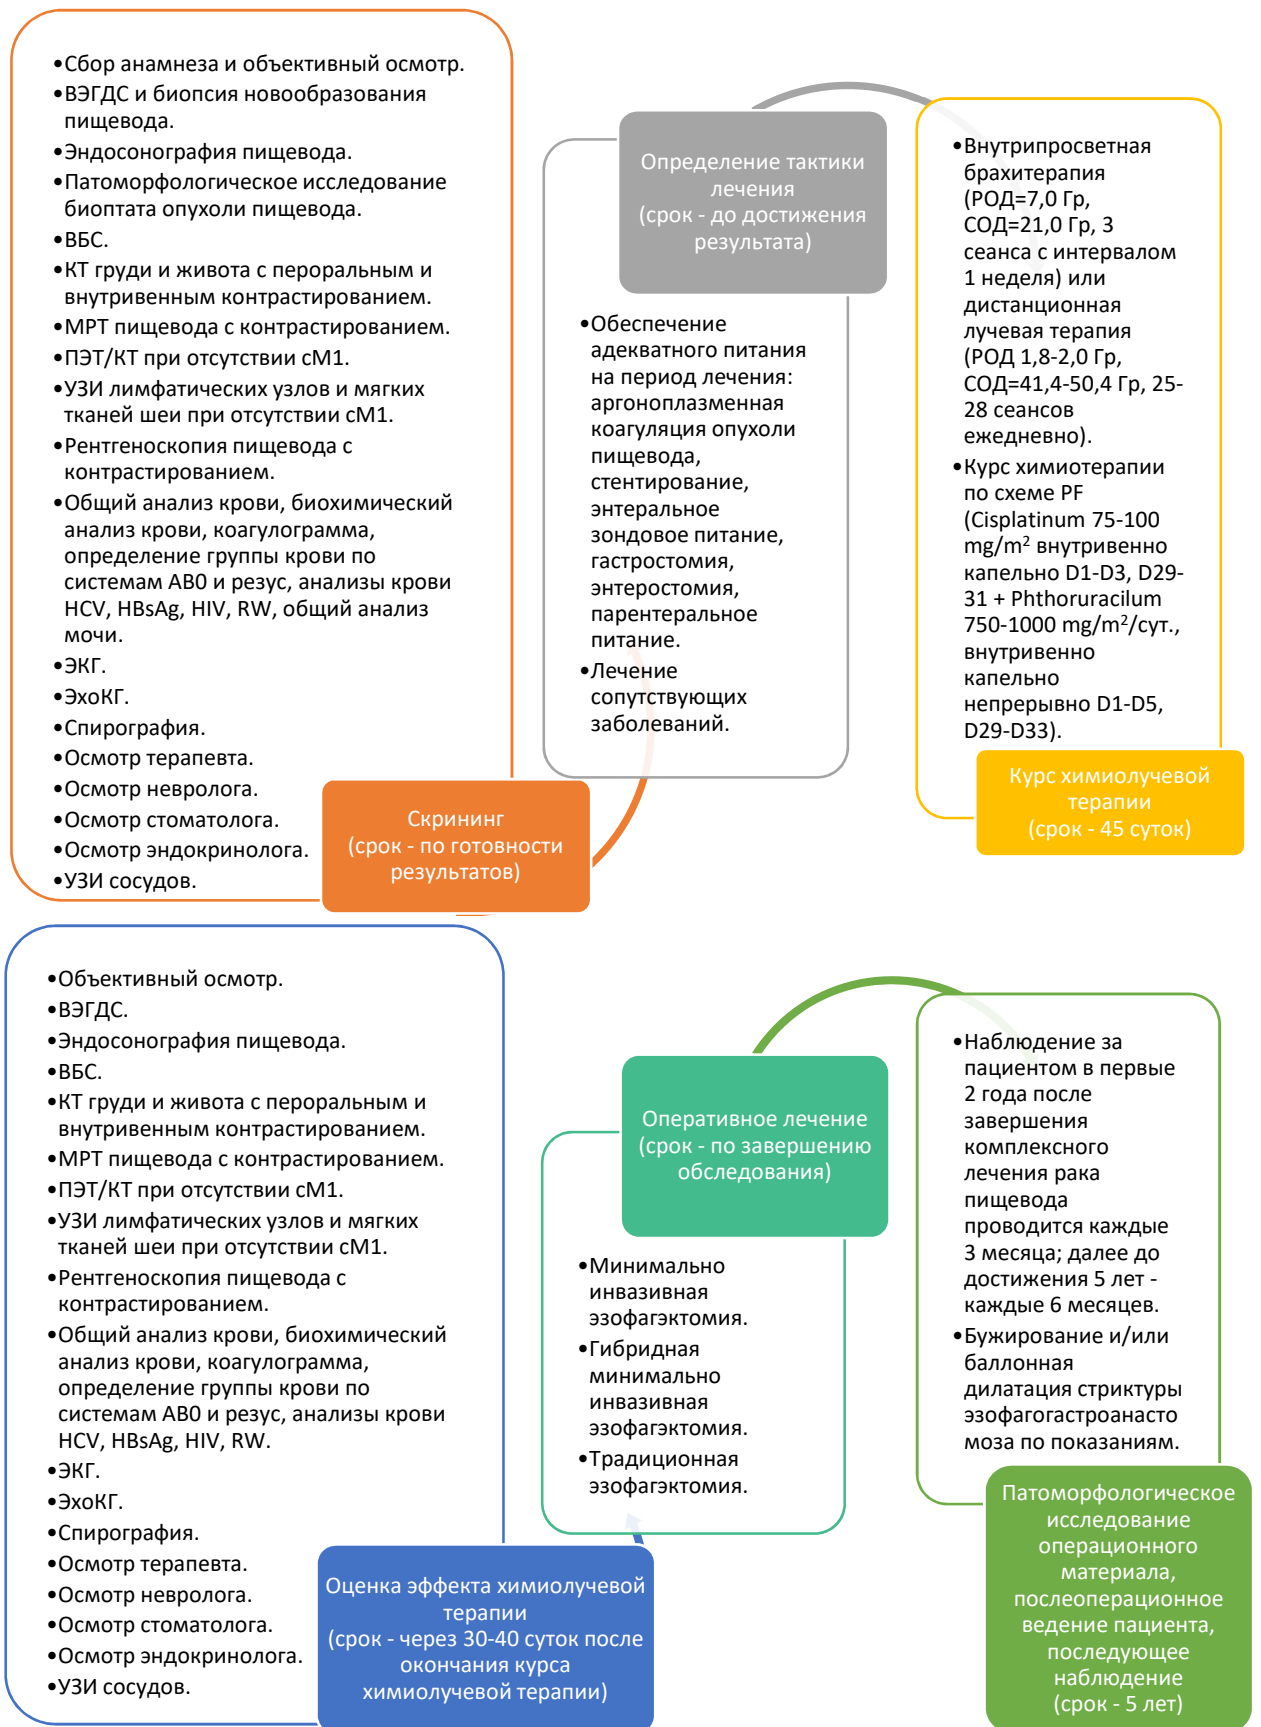 •Сбор анамнеза и объективный осмотр.
•ВЭГДС и биопсия новообразования
пищевода.
•Эндосонография пищевода.
•Патоморфологическое исследование
биоптата опухоли пищевода.
•ВБС.
•КТ груди и живота с пероральным и
внутривенным контрастированием.
•МРТ пищевода с контрастированием.
•ПЭТ/КТ при отсутствии сМ1.
•УЗИ лимфатических узлов и мягких
тканей шеи при отсутствии сМ1.
•Рентгеноскопия пищевода с
контрастированием.
•Общий анализ крови, биохимический
анализ крови, коагулограмма,
определение группы крови по
системам АВ0 и резус, анализы крови
HCV, HBsAg, HIV, RW, общий анализ
мочи.
•ЭКГ.
•ЭхоКГ.
•Спирография.
•Осмотр терапевта.
•Осмотр невролога.
•Осмотр стоматолога.
•Осмотр эндокринолога.
•УЗИ сосудов.
Скрининг
(срок - по готовности
результатов)
Определение тактики
лечения
(срок - до достижения
результата)
•Обеспечение
адекватного питания
на период лечения:
аргоноплазменная
коагуляция опухоли
пищевода,
стентирование,
энтеральное
зондовое питание,
гастростомия,
энтеростомия,
парентеральное
питание.
•Лечение
сопутствующих
заболеваний.
•Внутрипросветная
брахитерапия
(РОД=7,0 Гр,
СОД=21,0 Гр, 3
сеанса с интервалом
1 неделя) или
дистанционная
лучевая терапия
(РОД 1,8-2,0 Гр,
СОД=41,4-50,4 Гр, 25-
28 сеансов
ежедневно).
•Курс химиотерапии
по схеме PF
(Cisplatinum 75-100
mg/m² внутривенно
капельно D1-D3, D29-
31 + Phthoruracilum
750-1000 mg/m²/сут.,
внутривенно
капельно
непрерывно D1-D5,
D29-D33).
Курс химиолучевой
терапии
(срок - 45 суток)
•Объективный осмотр.
•ВЭГДС.
•Эндосонография пищевода.
•ВБС.
•КТ груди и живота с пероральным и
внутривенным контрастированием.
•МРТ пищевода с контрастированием.
•ПЭТ/КТ при отсутствии сМ1.
•УЗИ лимфатических узлов и мягких
тканей шеи при отсутствии сМ1.
•Рентгеноскопия пищевода с
контрастированием.
•Общий анализ крови, биохимический
анализ крови, коагулограмма,
определение группы крови по
системам АВ0 и резус, анализы крови
HCV, HBsAg, HIV, RW.
•ЭКГ.
•ЭхоКГ.
•Спирография.
•Осмотр терапевта.
•Осмотр невролога.
•Осмотр стоматолога.
•Осмотр эндокринолога.
•УЗИ сосудов.
Оценка эффекта химиолучевой
терапии
(срок - через 30-40 суток после
окончания курса
химиолучевой терапии)
Оперативное лечение
(срок - по завершению
обследования)
•Минимально
инвазивная
эзофагэктомия.
•Гибридная
минимально
инвазивная
эзофагэктомия.
•Традиционная
эзофагэктомия.
•Наблюдение за
пациентом в первые
2 года после
завершения
комплексного
лечения рака
пищевода
проводится каждые
3 месяца; далее до
достижения 5 лет -
каждые 6 месяцев.
•Бужирование и/или
баллонная
дилатация стриктуры
эзофагогастроанасто
моза по показаниям.
Патоморфологическое
исследование
операционного
материала,
послеоперационное
ведение пациента,
последующее
наблюдение
(срок - 5 лет)